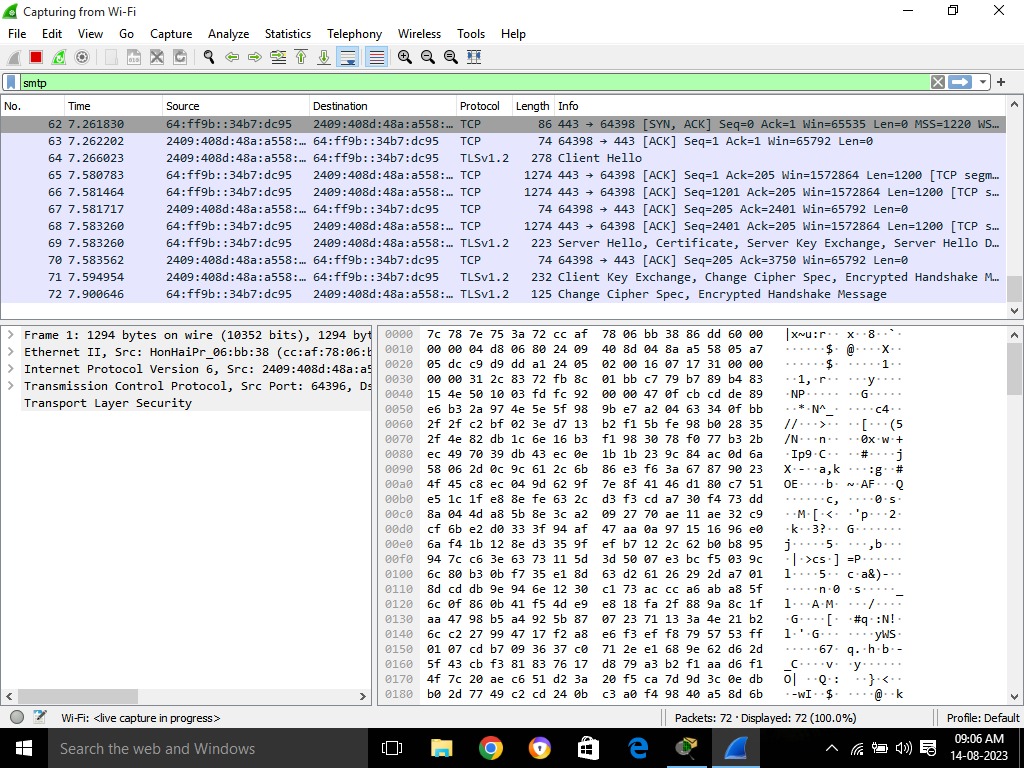 Capturing from Wi-Fi
File Edit View Go Capture Analyze Statistics Telephony Wireless Tools Help
smtp
No. Time Source Destination Protocol Length Info
62 7.261830 64:ff9b::34b7:dc95 2409:408d:48a:a558:… TCP 86 443 → 64398 [SYN, ACK] Seq=0 Ack=1 Win=65535 Len=0 MSS=1220 WS…
63 7.262202 2409:408d:48a:a558:… 64:ff9b::34b7:dc95 TCP 74 64398 → 443 [ACK] Seq=1 Ack=1 Win=65792 Len=0
64 7.266023 2409:408d:48a:a558:… 64:ff9b::34b7:dc95 TLSv1.2 278 Client Hello
65 7.580783 64:ff9b::34b7:dc95 2409:408d:48a:a558:… TCP 1274 443 → 64398 [ACK] Seq=1 Ack=205 Win=1572864 Len=1200 [TCP segm…
66 7.581464 64:ff9b::34b7:dc95 2409:408d:48a:a558:… TCP 1274 443 → 64398 [ACK] Seq=1201 Ack=205 Win=1572864 Len=1200 [TCP s…
67 7.581717 2409:408d:48a:a558:… 64:ff9b::34b7:dc95 TCP 74 64398 → 443 [ACK] Seq=205 Ack=2401 Win=65792 Len=0
68 7.583260 64:ff9b::34b7:dc95 2409:408d:48a:a558:… TCP 1274 443 → 64398 [ACK] Seq=2401 Ack=205 Win=1572864 Len=1200 [TCP s…
69 7.583260 64:ff9b::34b7:dc95 2409:408d:48a:a558:… TLSv1.2 223 Server Hello, Certificate, Server Key Exchange, Server Hello D…
70 7.583562 2409:408d:48a:a558:… 64:ff9b::34b7:dc95 TCP 74 64398 → 443 [ACK] Seq=205 Ack=3750 Win=65792 Len=0
71 7.594954 2409:408d:48a:a558:… 64:ff9b::34b7:dc95 TLSv1.2 232 Client Key Exchange, Change Cipher Spec, Encrypted Handshake M…
72 7.900646 64:ff9b::34b7:dc95 2409:408d:48a:a558:… TLSv1.2 125 Change Cipher Spec, Encrypted Handshake Message
Frame 1: 1294 bytes on wire (10352 bits), 1294 byt
Ethernet II, Src: HonHaiPr_06:bb:38 (cc:af:78:06:b
Internet Protocol Version 6, Src: 2409:408d:48a:a5
Transmission Control Protocol, Src Port: 64396, Ds
Transport Layer Security
0000 7c 78 7e 75 3a 72 cc af 78 06 bb 38 86 dd 60 00
0010 00 00 04 d8 06 80 24 09 40 8d 04 8a a5 58 05 a7
0020 05 dc c9 d9 dd a1 24 05 02 00 16 07 17 31 00 00
0030 00 00 31 2c 83 72 fb 8c 01 bb c7 79 b7 89 b4 83
0040 15 4e 50 10 03 fd fc 92 00 00 47 0f cb cd de 89
0050 e6 b3 2a 97 4e 5e 5f 98 9b e7 a2 04 63 34 0f bb
0060 2f 2f c2 bf 02 3e d7 13 b2 f1 5b fe 98 b0 28 35
0070 2f 4e 82 db 1c 6e 16 b3 f1 98 30 78 f0 77 b3 2b
0080 ec 49 70 39 db 43 ec 0e 1b 1b 23 9c 84 ac 0d 6a
0090 58 06 2d 0c 9c 61 2c 6b 86 e3 f6 3a 67 87 90 23
00a0 4f 45 c8 ec 04 9d 62 9f 7e 8f 41 46 d1 80 c7 51
00b0 e5 1c 1f e8 8e fe 63 2c d3 f3 cd a7 30 f4 73 dd
00c0 8a 04 4d a8 5b 8e 3c a2 09 27 70 ae 11 ae 32 c9
00d0 cf 6b e2 d0 33 3f 94 af 47 aa 0a 97 15 16 96 e0
00e0 6a f4 1b 12 8e d3 35 9f ef b7 12 2c 62 b0 b8 95
00f0 94 7c c6 3e 63 73 11 5d 3d 50 07 e3 bc f5 03 9c
0100 6c 80 b3 0b f7 35 e1 8d 63 d2 61 26 29 2d a7 01
0110 8d cd db 9e 94 6e 12 30 c1 73 ac cc a6 ab a8 5f
0120 6c 0f 86 0b 41 f5 4d e9 e8 18 fa 2f 88 9a 8c 1f
0130 aa 47 98 b5 a4 92 5b 87 07 23 71 13 3a 4e 21 b2
0140 6c c2 27 99 47 17 f2 a8 e6 f3 ef f8 79 57 53 ff
0150 01 07 cd b7 09 36 37 c0 71 2e e1 68 9e 62 d6 2d
0160 5f 43 cb f3 81 83 76 17 d8 79 a3 b2 f1 aa d6 f1
0170 4f 7c 20 ae c6 51 d2 3a 20 f5 ca 7d 9d 3c 0e db
0180 b0 2d 77 49 c2 cd 24 0b c3 a0 f4 98 40 a5 8d 6b
Wi-Fi: <live capture in progress> Packets: 72 · Displayed: 72 (100.0%) Profile: Default
Search the web and Windows
09:06 AM
14-08-2023